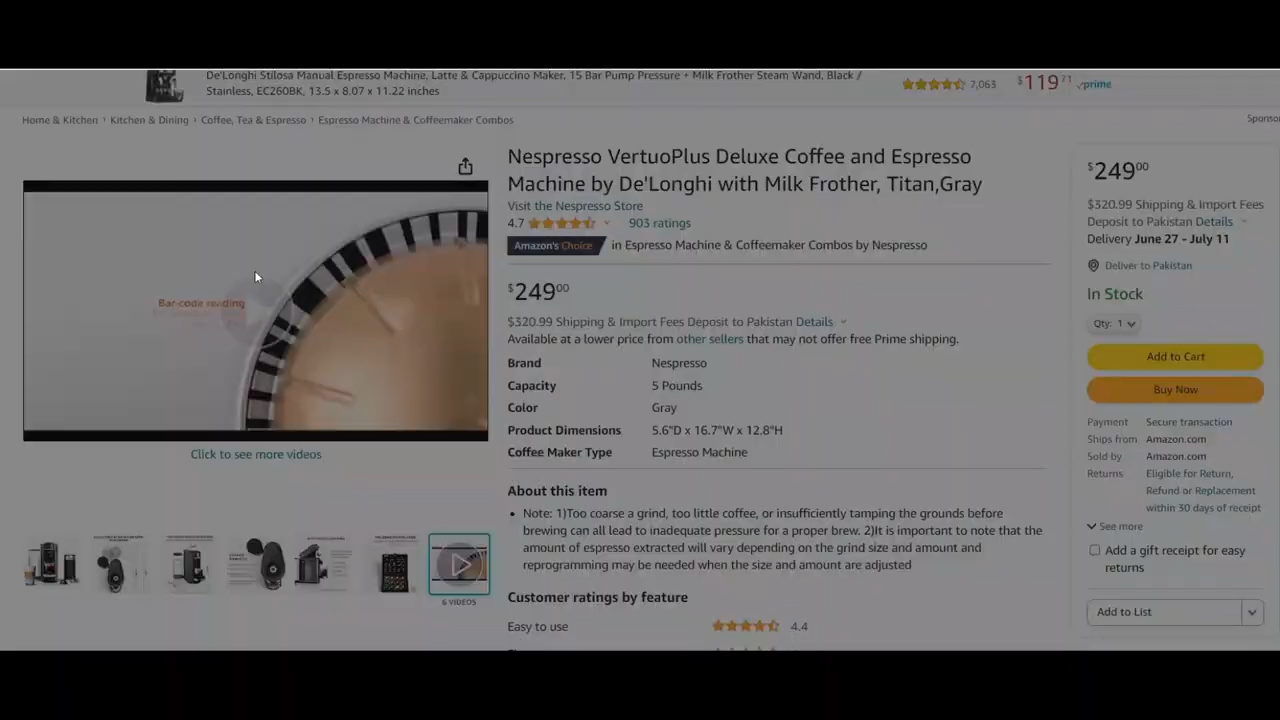 De'Longhi Stilosa Manual Espresso Machine, Latte & Cappuccino Maker, 15 Bar Pump Pressure + Milk Frother Steam Wand, Black /
Stainless, EC260BK, 13.5 x 8.07 x 11.22 inches
7,063
$119.71
prime
Home & Kitchen › Kitchen & Dining › Coffee, Tea & Espresso › Espresso Machine & Coffeemaker Combos
Nespresso VertuoPlus Deluxe Coffee and Espresso
Machine by De'Longhi with Milk Frother, Titan,Gray
Visit the Nespresso Store
4.7
903 ratings
Amazon's Choice in Espresso Machine & Coffeemaker Combos by Nespresso
$249.00
$320.99 Shipping & Import Fees Deposit to Pakistan Details
Available at a lower price from other sellers that may not offer free Prime shipping.
Brand Nespresso
Capacity 5 Pounds
Color Gray
Product Dimensions 5.6"D x 16.7"W x 12.8"H
Coffee Maker Type Espresso Machine
About this item
• Note: 1)Too coarse a grind, too little coffee, or insufficiently tamping the grounds before
brewing can all lead to inadequate pressure for a proper brew. 2)It is important to note that the
amount of espresso extracted will vary depending on the grind size and amount and
reprogramming may be needed when the size and amount are adjusted
Customer ratings by feature
Easy to use 4.4
Bar-code reading
Click to see more videos
6 VIDEOS
$249.00
$320.99 Shipping & Import Fees
Deposit to Pakistan Details
Delivery June 27 - July 11
Deliver to Pakistan
In Stock
Qty: 1
Add to Cart
Buy Now
Payment Secure transaction
Ships from Amazon.com
Sold by Amazon.com
Returns Eligible for Return,
Refund or Replacement
within 30 days of receipt
See more
Add a gift receipt for easy
returns
Add to List